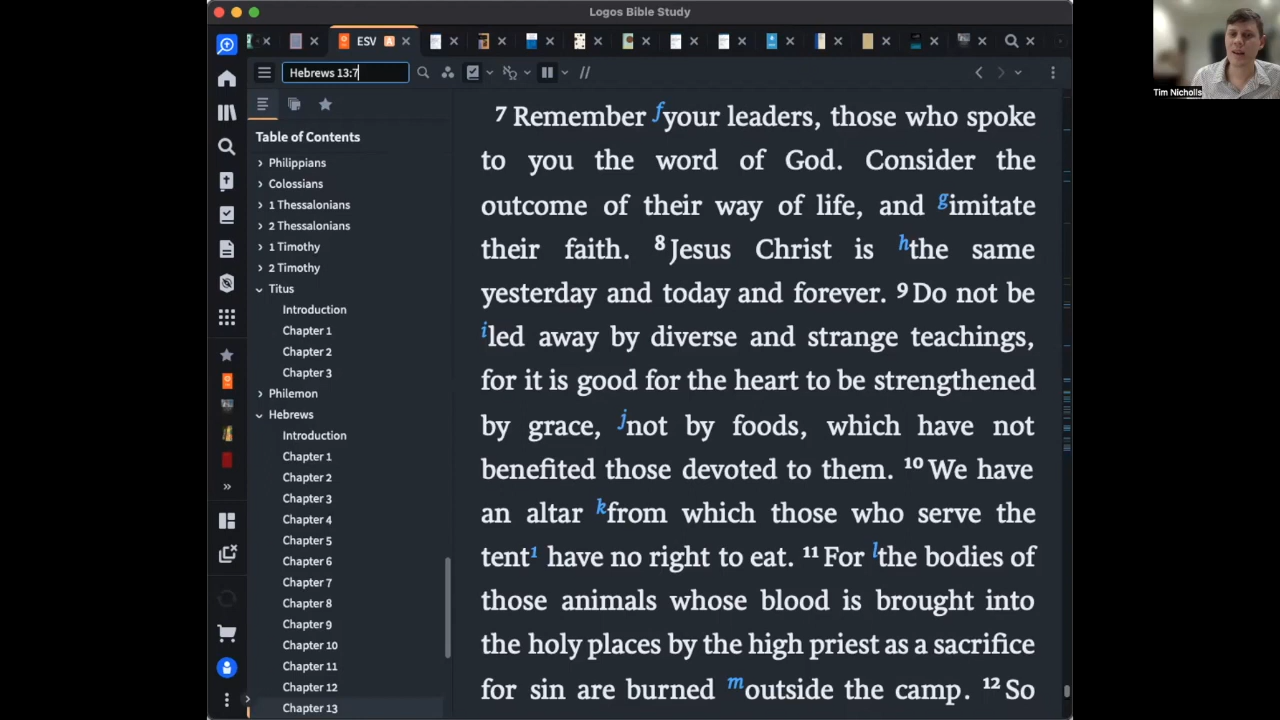 Logos Bible Study
Tim Nicholls
ESV A
Hebrews 13:7
Table of Contents
Philippians
Colossians
1 Thessalonians
2 Thessalonians
1 Timothy
2 Timothy
Titus
Introduction
Chapter 1
Chapter 2
Chapter 3
Philemon
Hebrews
Introduction
Chapter 1
Chapter 2
Chapter 3
Chapter 4
Chapter 5
Chapter 6
Chapter 7
Chapter 8
Chapter 9
Chapter 10
Chapter 11
Chapter 12
Chapter 13
7 Remember f your leaders, those who spoke
to you the word of God. Consider the
outcome of their way of life, and g imitate
their faith. 8 Jesus Christ is h the same
yesterday and today and forever. 9 Do not be
i led away by diverse and strange teachings,
for it is good for the heart to be strengthened
by grace, j not by foods, which have not
benefited those devoted to them. 10 We have
an altar k from which those who serve the
tent1 have no right to eat. 11 For l the bodies of
those animals whose blood is brought into
the holy places by the high priest as a sacrifice
for sin are burned m outside the camp. 12 So